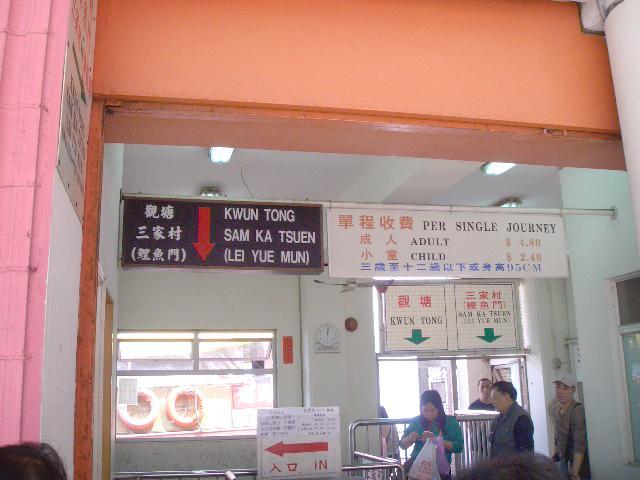 觀塘
三家村
(鯉魚門)
KWUN TONG
SAM KA TSUEN
(LEI YUE MUN)
單程收費 PER SINGLE JOURNEY
成人 ADULT $ 4.80
小童 CHILD $ 2.40
三歲至十二歲以下或身高95CM
觀塘
KWUN TONG
三家村
(鯉魚門)
SAM KA TSUEN
(LEI YUE MUN)
入口 IN